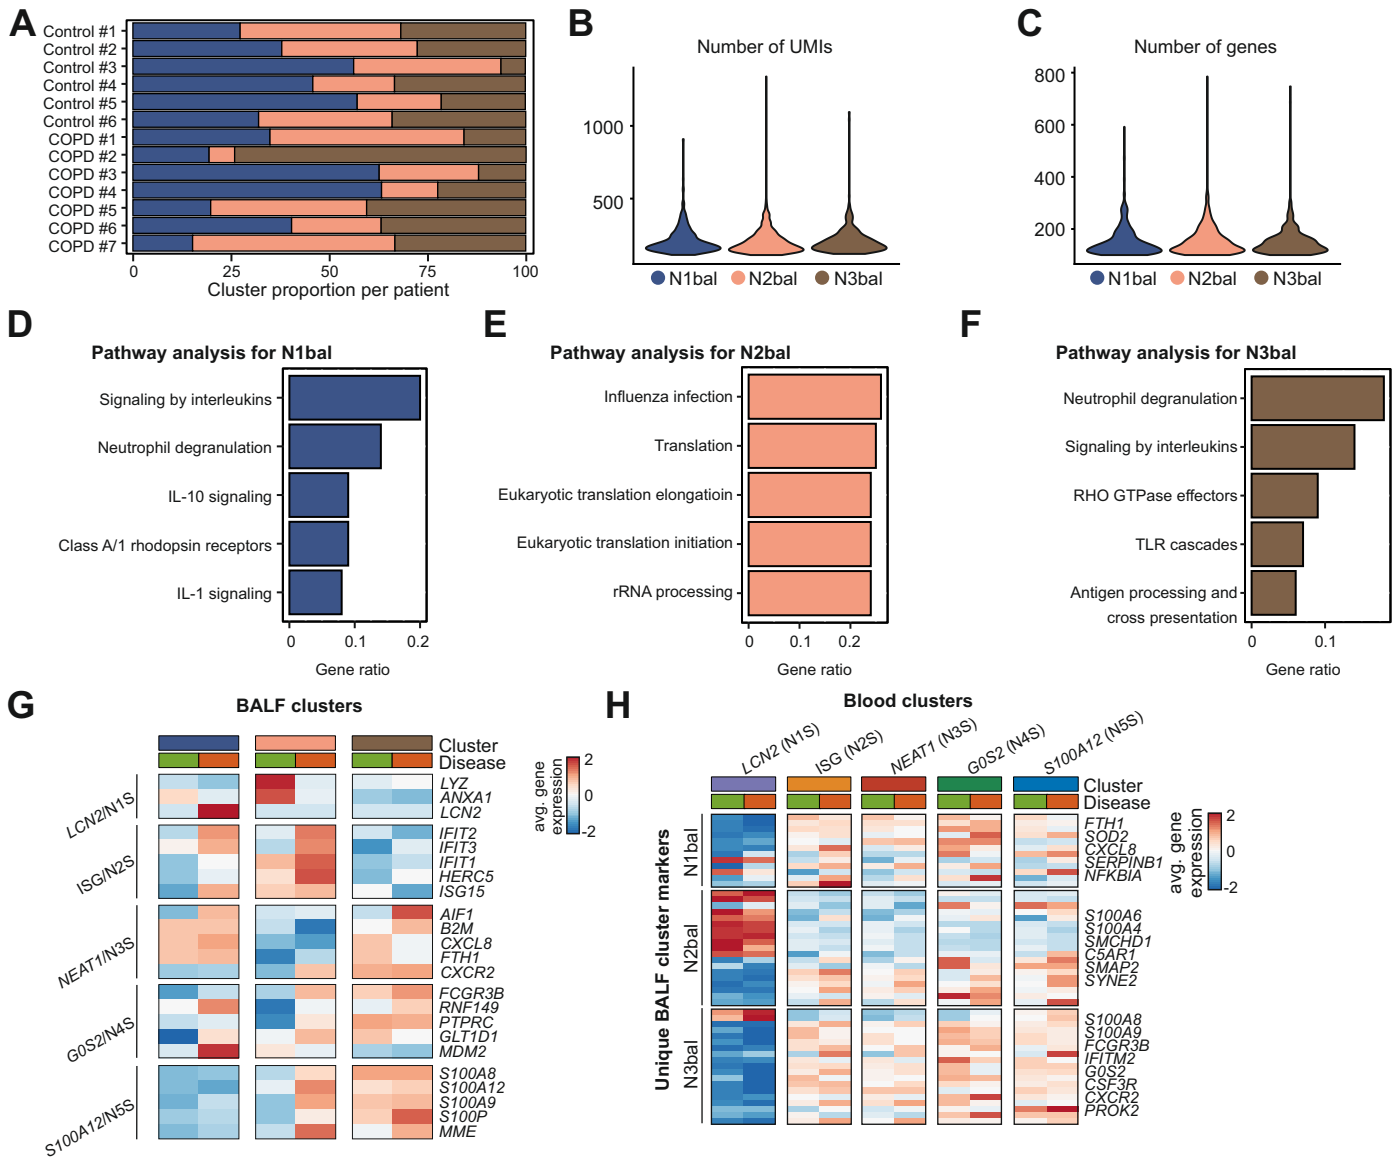 A
Control #1
Control #2
Control #3
Control #4
Control #5
Control #6
COPD #1
COPD #2
COPD #3
COPD #4
COPD #5
COPD #6
COPD #7
0 25 50 75 100
Cluster proportion per patient
B
Number of UMIs
1000
500
N1bal N2bal N3bal
C
Number of genes
800
600
400
200
N1bal N2bal N3bal
D
Pathway analysis for N1bal
Signaling by interleukins
Neutrophil degranulation
IL-10 signaling
Class A/1 rhodopsin receptors
IL-1 signaling
0 0.1 0.2
Gene ratio
E
Pathway analysis for N2bal
Influenza infection
Translation
Eukaryotic translation elongatioin
Eukaryotic translation initiation
rRNA processing
0 0.1 0.2
Gene ratio
F
Pathway analysis for N3bal
Neutrophil degranulation
Signaling by interleukins
RHO GTPase effectors
TLR cascades
Antigen processing and
cross presentation
0 0.1
Gene ratio
G
BALF clusters
Cluster
Disease
LCN2/N1S
LYZ
ANXA1
LCN2
ISG/N2S
IFIT2
IFIT3
IFIT1
HERC5
ISG15
NEAT1/N3S
AIF1
B2M
CXCL8
FTH1
CXCR2
G0S2/N4S
FCGR3B
RNF149
PTPRC
GLT1D1
MDM2
S100A12/N5S
S100A8
S100A12
S100A9
S100P
MME
avg. gene
expression
2
0
-2
H
Blood clusters
LCN2 (N1S)
ISG (N2S)
NEAT1 (N3S)
G0S2 (N4S)
S100A12 (N5S)
Cluster
Disease
Unique BALF cluster markers
N1bal
FTH1
SOD2
CXCL8
SERPINB1
NFKBIA
N2bal
S100A6
S100A4
SMCHD1
C5AR1
SMAP2
SYNE2
N3bal
S100A8
S100A9
FCGR3B
IFITM2
G0S2
CSF3R
CXCR2
PROK2
avg. gene
expression
2
0
-2